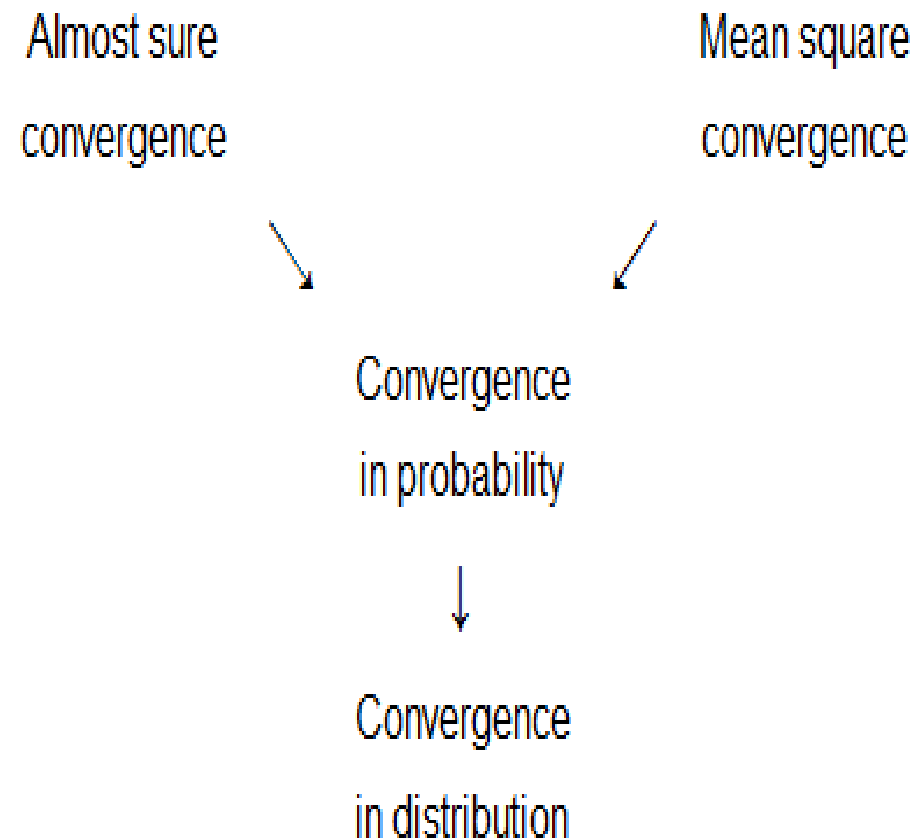 Almost sure
convergence
Mean square
convergence
Convergence
in probability
Convergence
in distribution